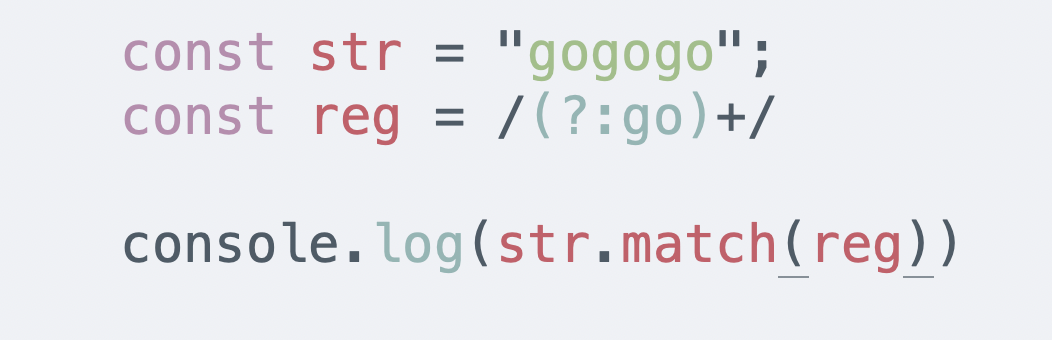 const str = "gogogo";
const reg = /(?:go)+/
console.log(str.match(reg))